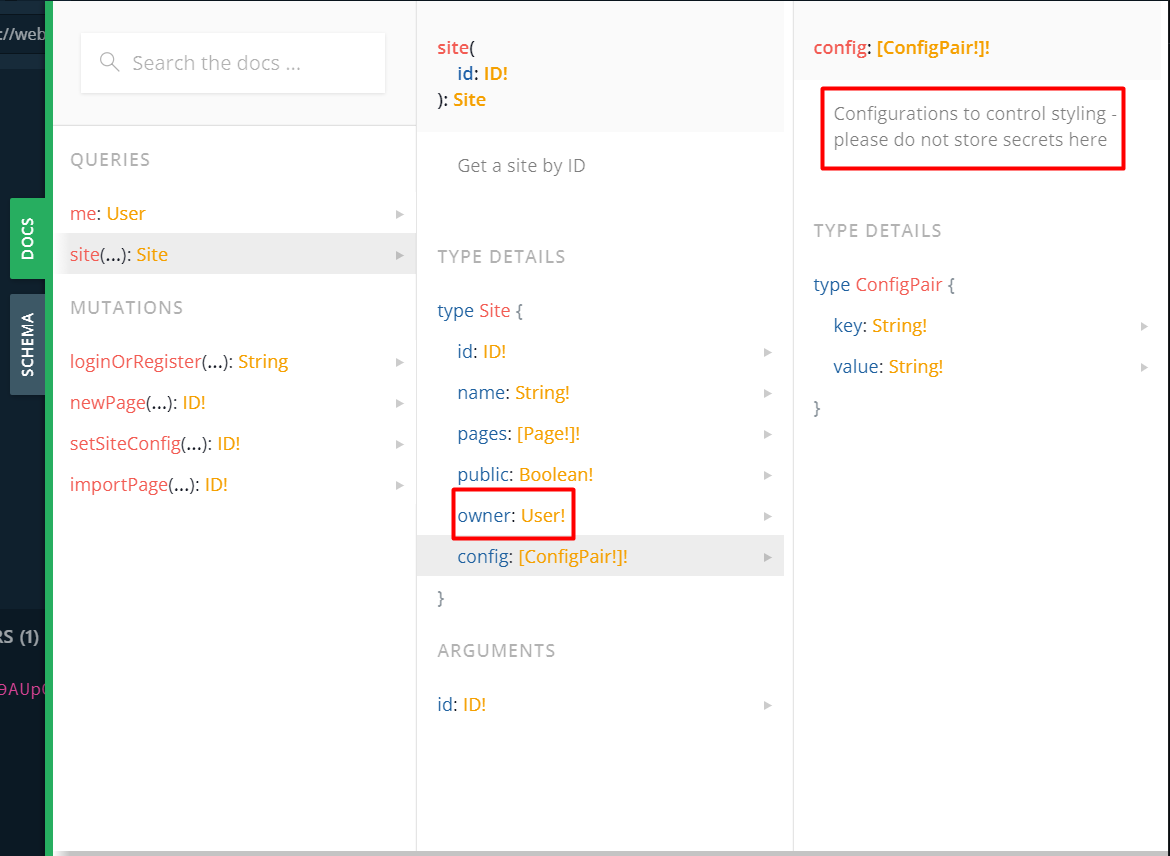 ://web
DOCS
SCHEMA
RS (1)
9AUp
Search the docs ...
QUERIES
me: User
site(...): Site
MUTATIONS
loginOrRegister(...): String
newPage(...): ID!
setSiteConfig(...): ID!
importPage(...): ID!
site(
id: ID!
): Site
Get a site by ID
TYPE DETAILS
type Site {
id: ID!
name: String!
pages: [Page!]!
public: Boolean!
owner: User!
config: [ConfigPair!]!
}
ARGUMENTS
id: ID!
config: [ConfigPair!]!
Configurations to control styling -
please do not store secrets here
TYPE DETAILS
type ConfigPair {
key: String!
value: String!
}